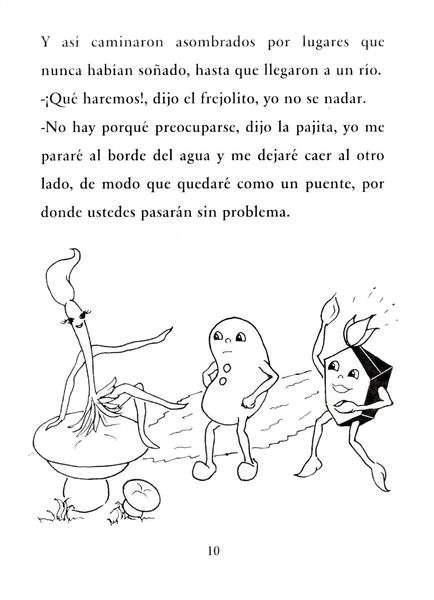 Y así caminaron asombrados por lugares que
nunca habían soñado, hasta que llegaron a un río.
-¡Qué haremos!, dijo el frejolito, yo no se nadar.
-No hay porqué preocuparse, dijo la pajita, yo me
pararé al borde del agua y me dejaré caer al otro
lado, de modo que quedaré como un puente, por
donde ustedes pasarán sin problema.
10